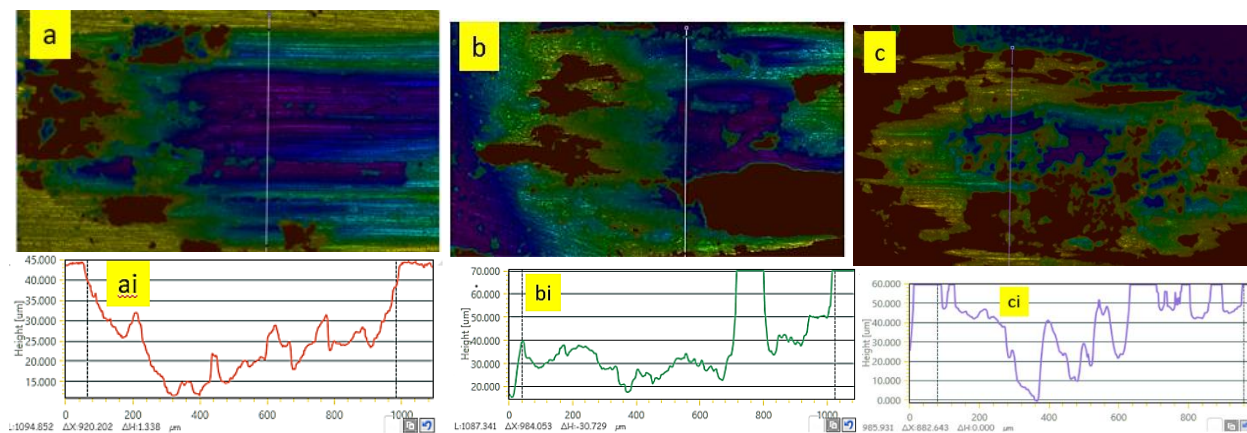 a
b
c
ai
45.000
40.000
35.000
30.000
25.000
20.000
15.000
Height [um]
0 200 400 600 800 1000
L:1094.852 ΔX:920.202 ΔH:1.338 µm
bi
70.000
60.000
50.000
40.000
30.000
20.000
Height [um]
0 200 400 600 800 1000
L:1087.341 ΔX:984.053 ΔH:-30.729 µm
ci
60.000
50.000
40.000
30.000
20.000
10.000
0.000
Height [um]
0 200 400 600 800
985.931 ΔX:882.643 ΔH:0.000 µm